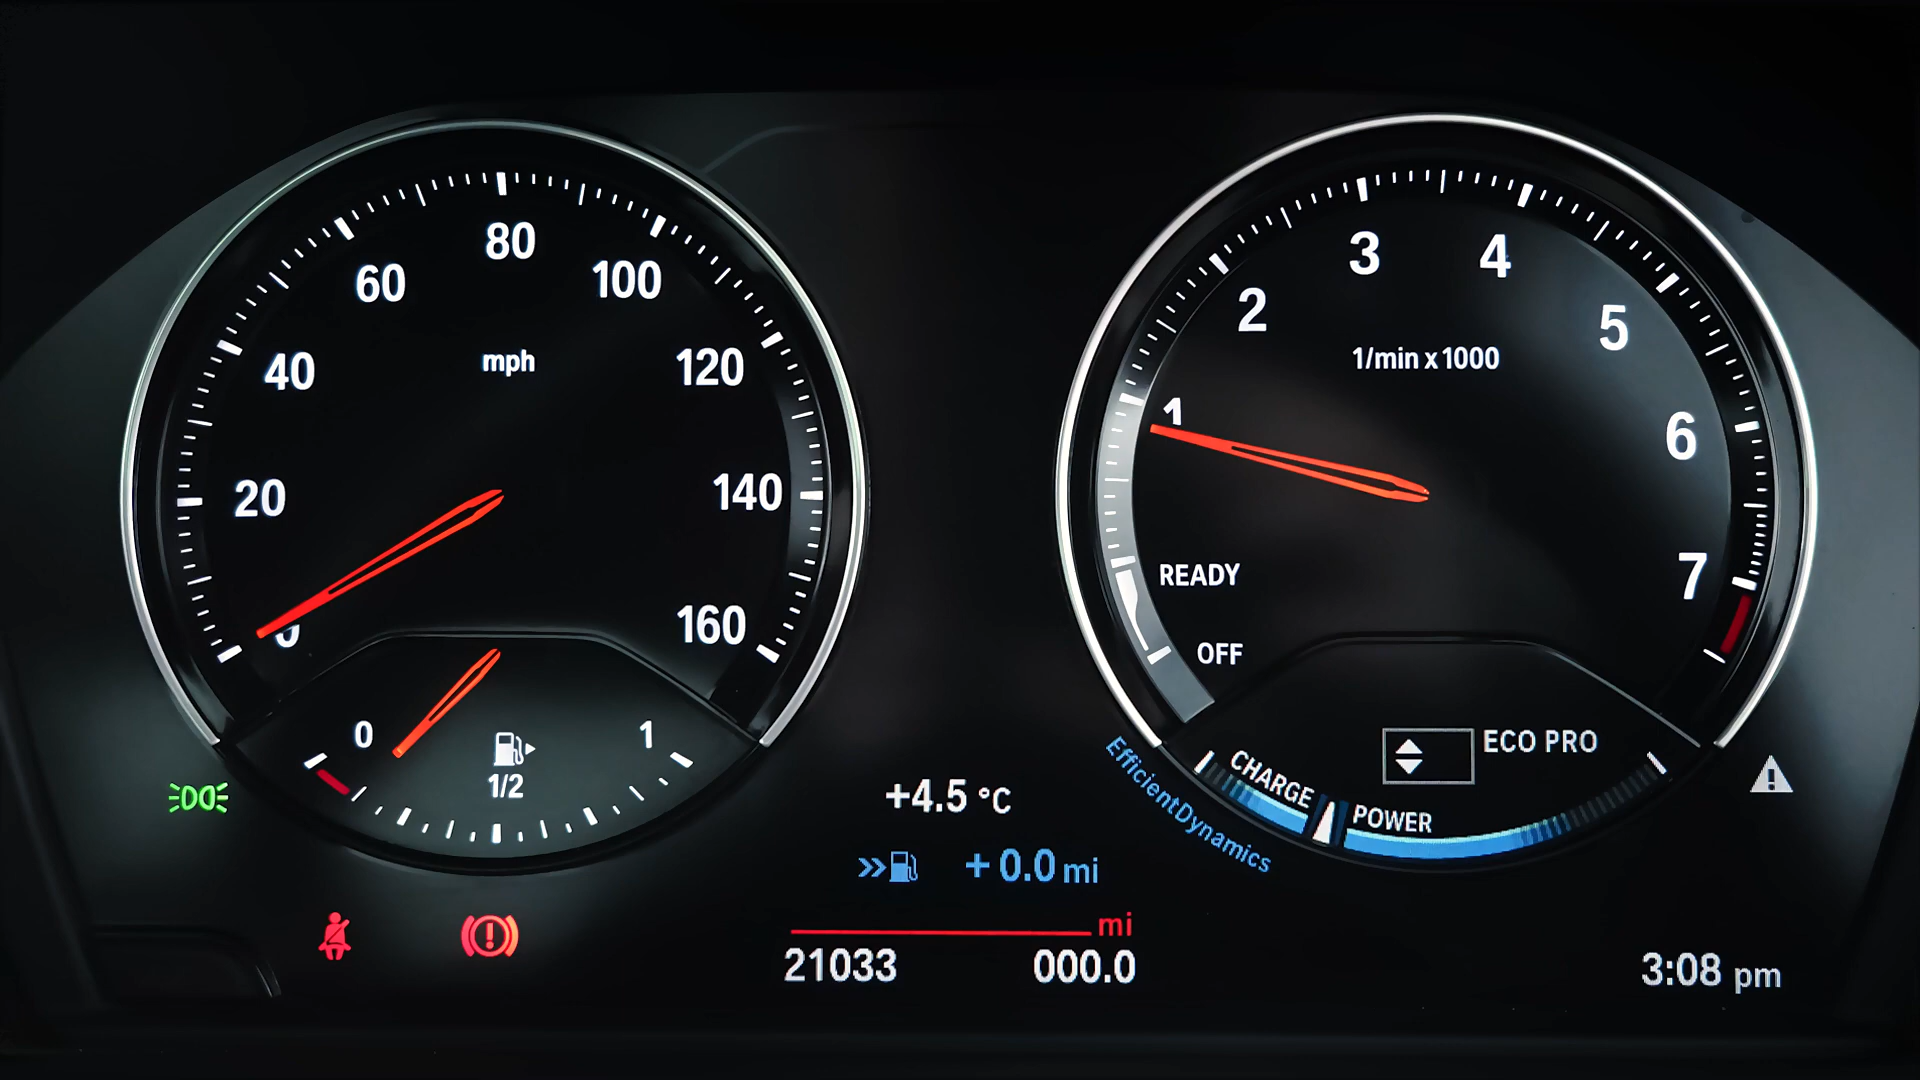 80
60
100
40
120
mph
20
140
0
160
0
1
1/2
3
4
2
5
1/min x 1000
1
6
READY
7
OFF
ECO PRO
CHARGE
POWER
EfficientDynamics
+4.5 °C
+ 0.0 mi
mi
21033 000.0
3:08 pm